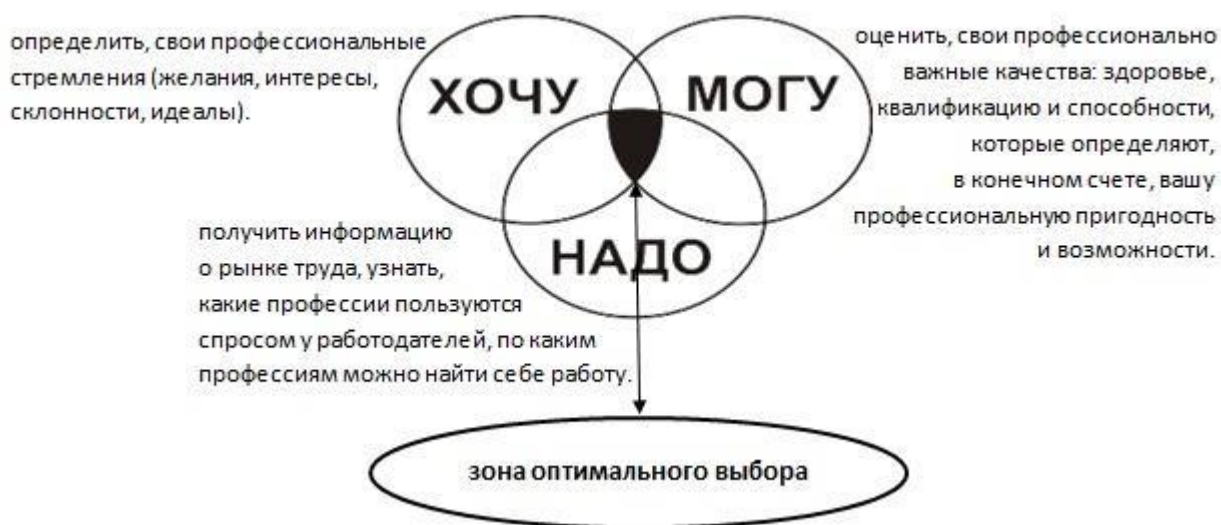 определить, свои профессиональные
стремления (желания, интересы,
склонности, идеалы).
ХОЧУ
МОГУ
оценить, свои профессионально
важные качества: здоровье,
квалификацию и способности,
которые определяют,
в конечном счете, вашу
профессиональную пригодность
и возможности.
получить информацию
о рынке труда, узнать,
какие профессии пользуются
спросом у работодателей, по каким
профессиям можно найти себе работу.
НАДО
зона оптимального выбора